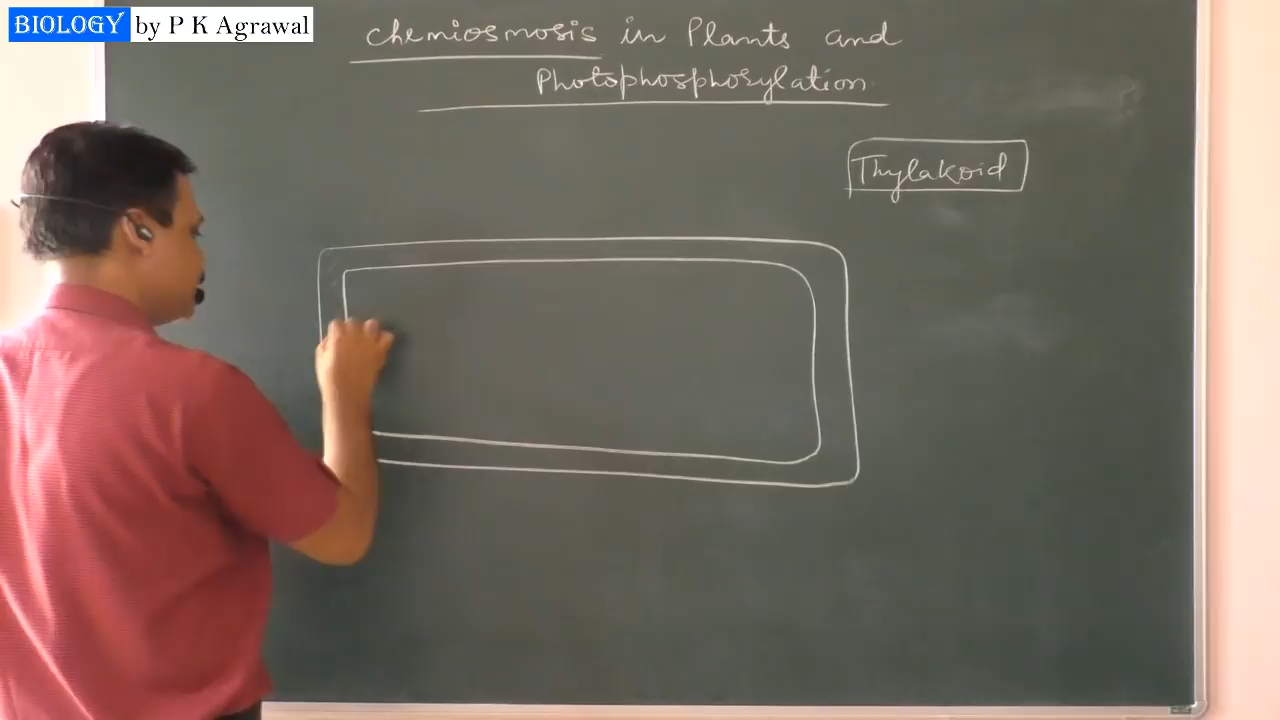 BIOLOGY by P K Agrawal
Chemiosmosis in Plants and
Photophosphorylation
Thylakoid